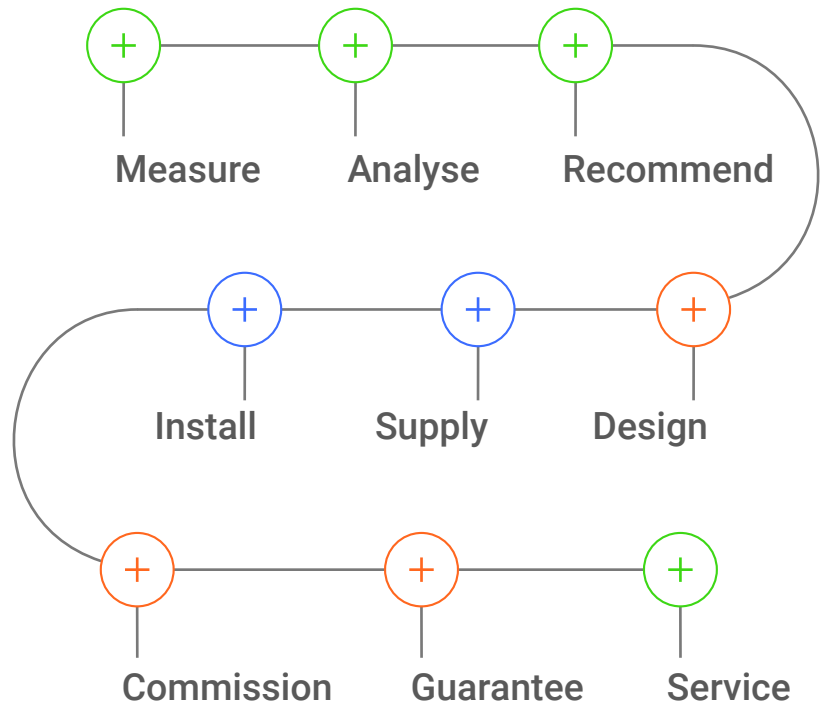 Measure Analyse Recommend
Install Supply Design
Commission Guarantee Service